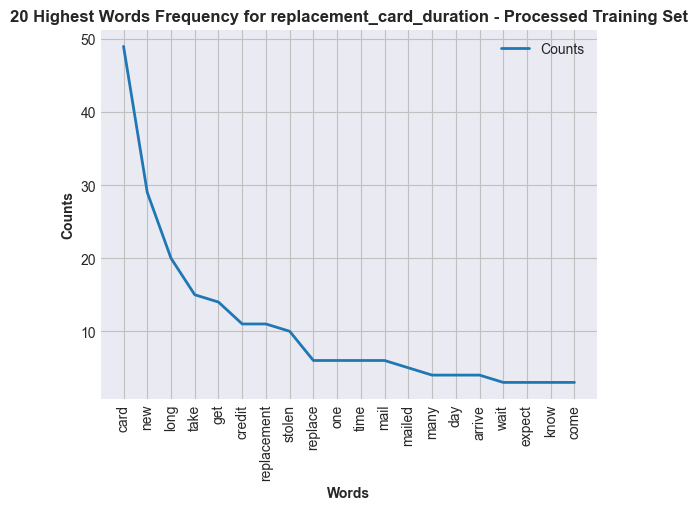 20 Highest Words Frequency for replacement_card_duration - Processed Training Set
Counts
50
40
30
20
10
Counts
card
new
long
take
get
credit
replacement
stolen
replace
one
time
mail
mailed
many
day
arrive
wait
expect
know
come
Words